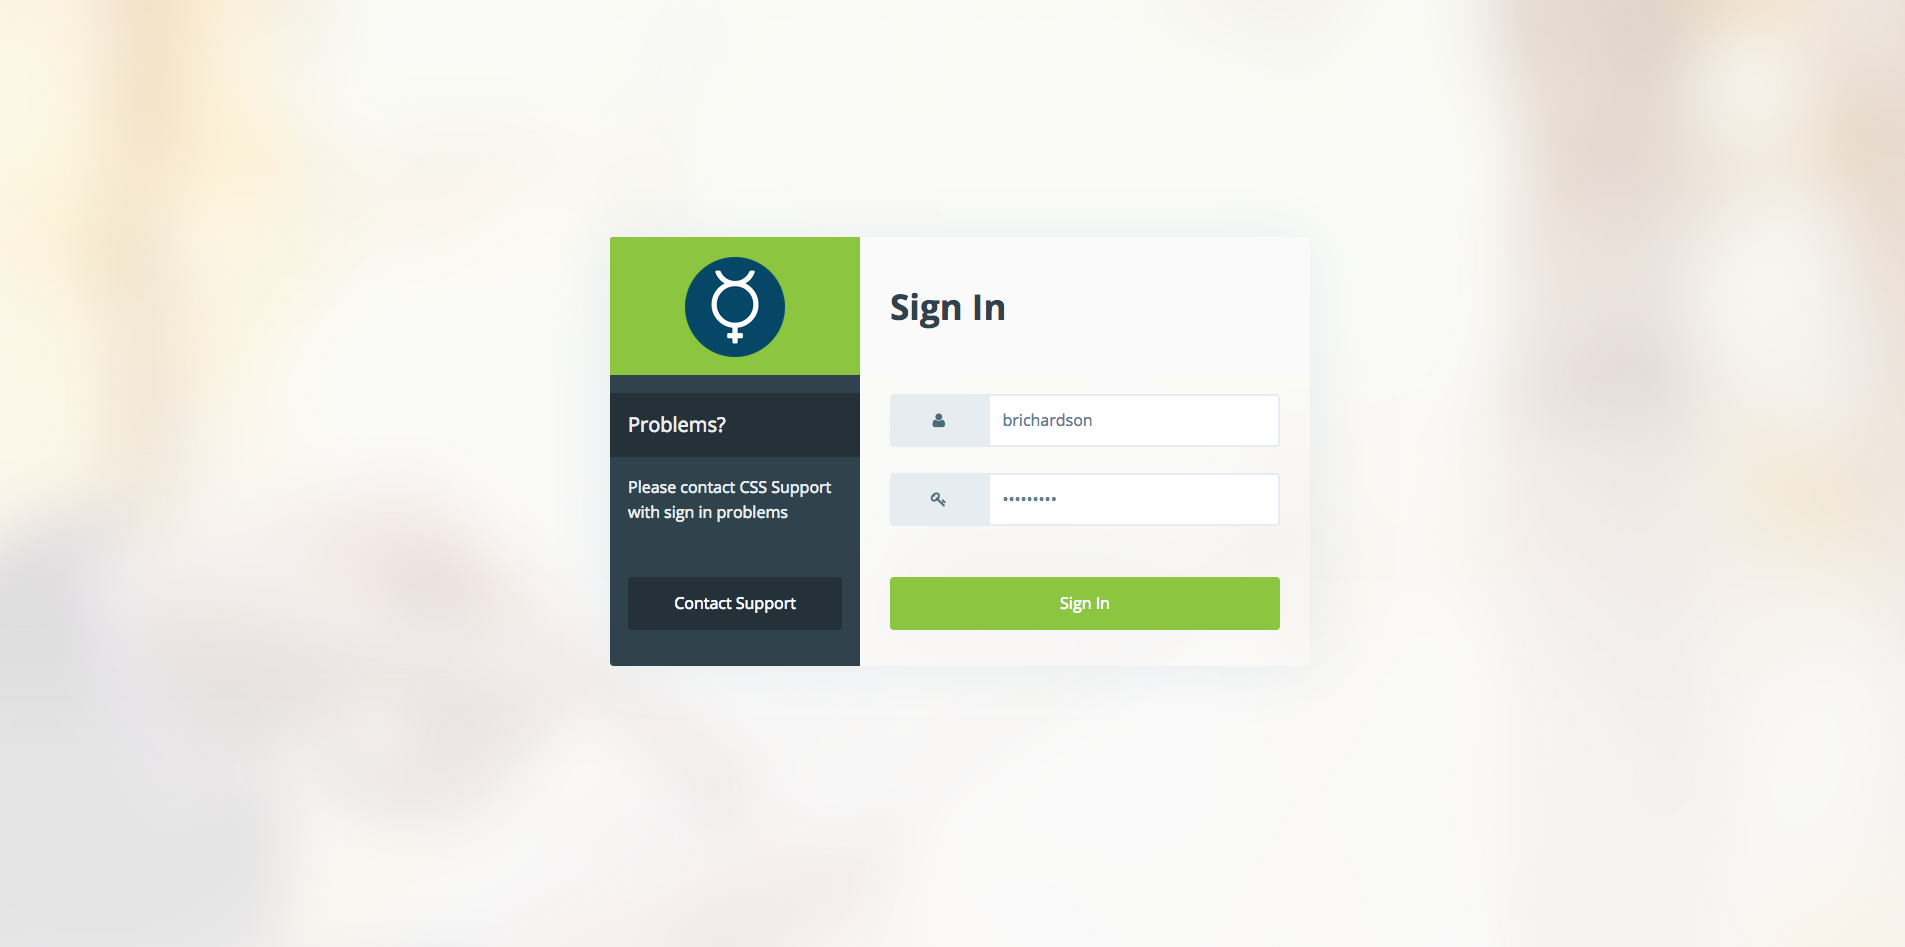 Sign In
Problems?
brichardson
Please contact CSS Support
with sign in problems
•••••••••
Contact Support
Sign In